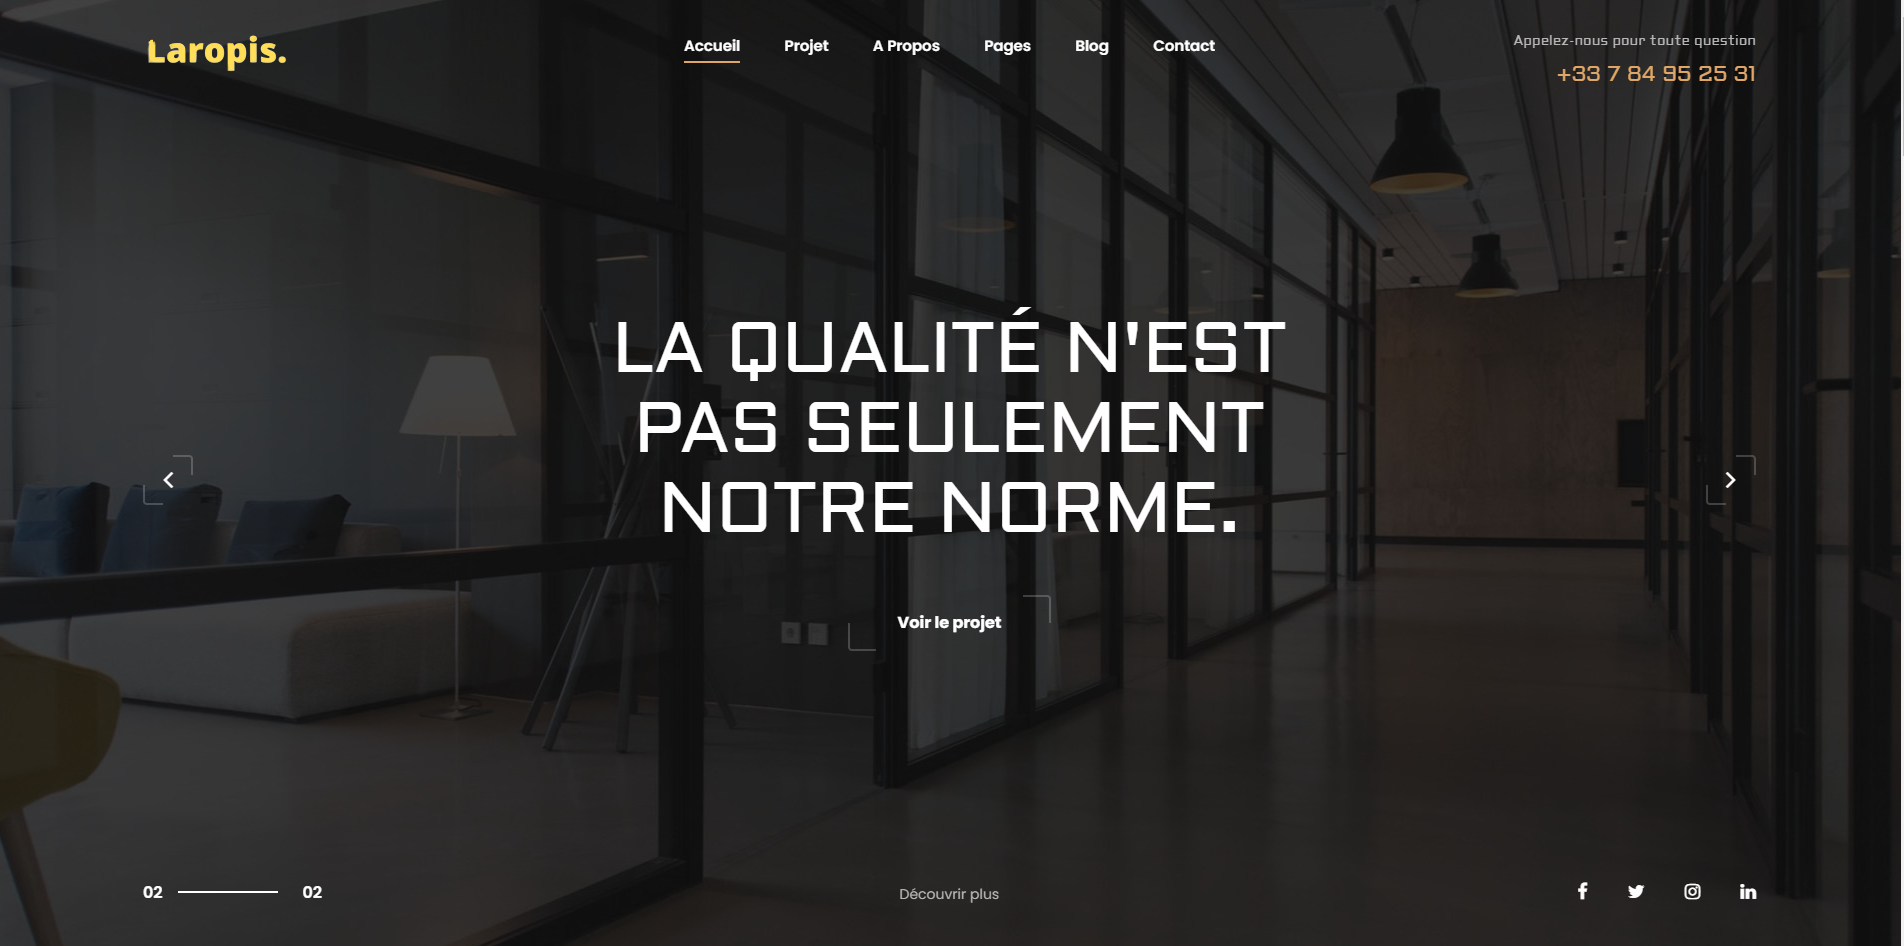 Laropis.
Accueil Projet A Propos Pages Blog Contact
Appelez-nous pour toute question
+33 7 84 95 25 31
LA QUALITÉ N'EST
PAS SEULEMENT
NOTRE NORME.
Voir le projet
02 02
Découvrir plus